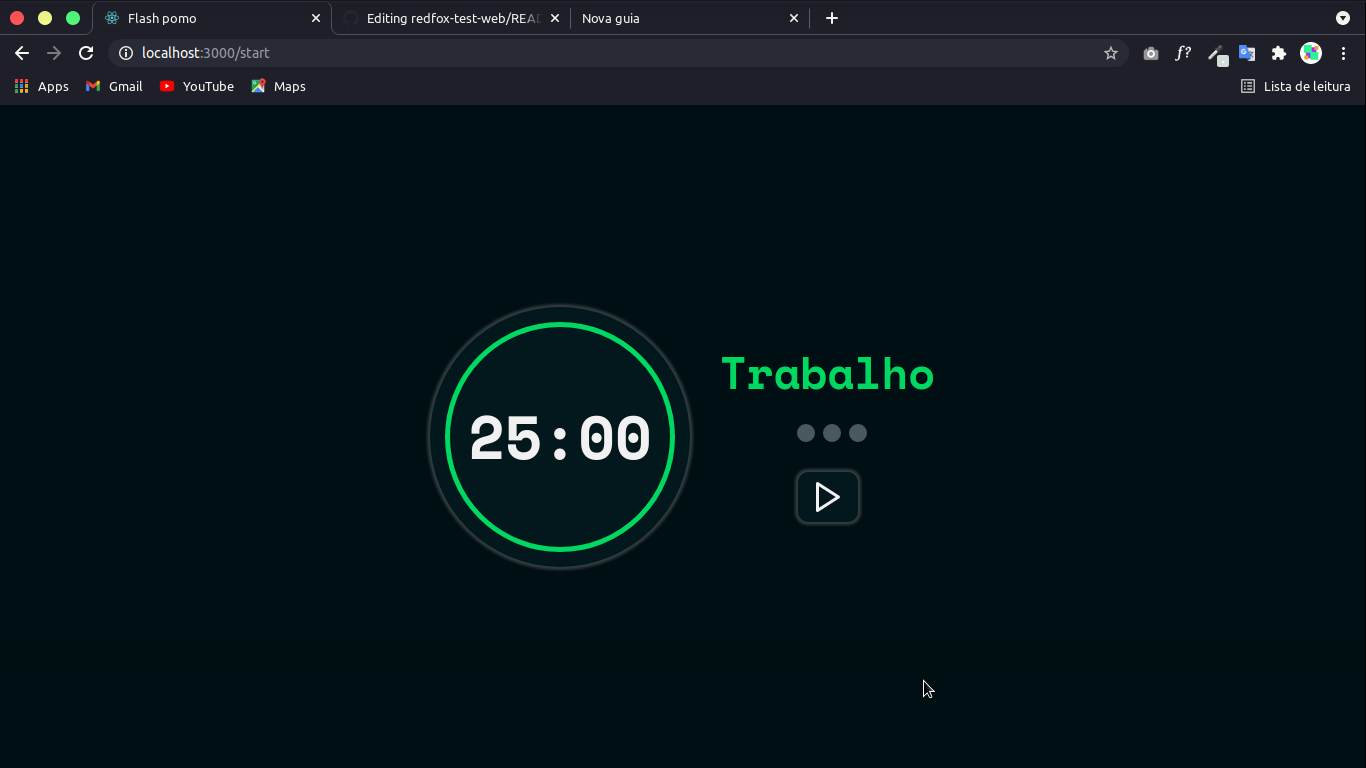 Flash pomo
Editing redfox-test-web/READ
Nova guia
localhost:3000/start
f?
Apps
Gmail
YouTube
Maps
Lista de leitura
25:00
Trabalho